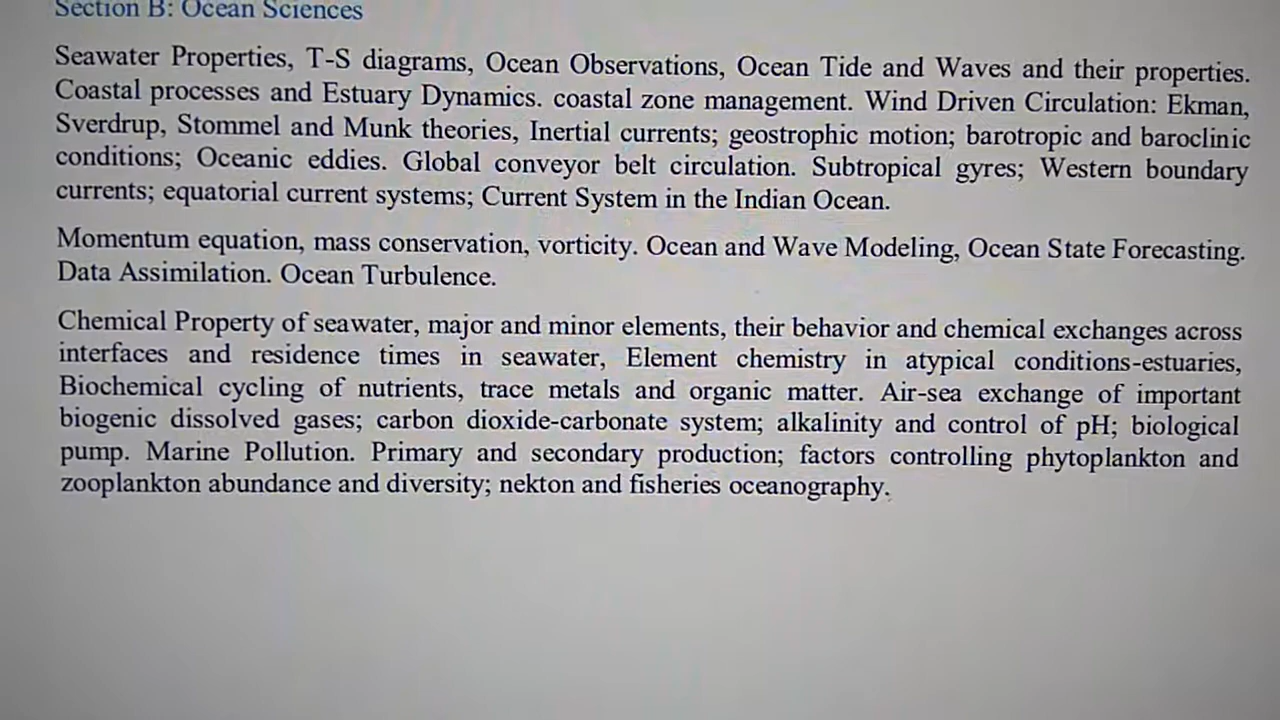 Section B: Ocean Sciences
Seawater Properties, T-S diagrams, Ocean Observations, Ocean Tide and Waves and their properties.
Coastal processes and Estuary Dynamics. coastal zone management. Wind Driven Circulation: Ekman,
Sverdrup, Stommel and Munk theories, Inertial currents; geostrophic motion; barotropic and baroclinic
conditions; Oceanic eddies. Global conveyor belt circulation. Subtropical gyres; Western boundary
currents; equatorial current systems; Current System in the Indian Ocean.
Momentum equation, mass conservation, vorticity. Ocean and Wave Modeling, Ocean State Forecasting.
Data Assimilation. Ocean Turbulence.
Chemical Property of seawater, major and minor elements, their behavior and chemical exchanges across
interfaces and residence times in seawater, Element chemistry in atypical conditions-estuaries,
Biochemical cycling of nutrients, trace metals and organic matter. Air-sea exchange of important
biogenic dissolved gases; carbon dioxide-carbonate system; alkalinity and control of pH; biological
pump. Marine Pollution. Primary and secondary production; factors controlling phytoplankton and
zooplankton abundance and diversity; nekton and fisheries oceanography.